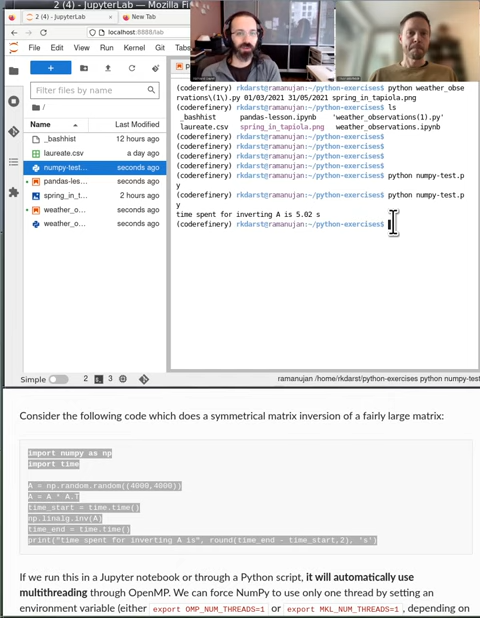 2 (4) - JupyterLab — Mozilla Fi
2 (4) - JupyterLab
New Tab
localhost:8888/lab
File Edit View Run Kernel Git Ta
Filter files by name
/
Name Last Modified
_bashhist 12 hours ago
laureate.csv a day ago
numpy-test... seconds ago
pandas-les... seconds ago
spring_in_t... 2 hours ago
weather_o... seconds ago
weather_o... seconds ago
(coderefinery) rkdarst@ramanujan:~/python-exercises$ python weather_obse
rvations\(1\).py 01/03/2021 31/05/2021 spring_in_tapiola.png
(coderefinery) rkdarst@ramanujan:~/python-exercises$ ls
_bashhist pandas-lesson.ipynb 'weather_observations(1).py'
laureate.csv spring_in_tapiola.png weather_observations.ipynb
(coderefinery) rkdarst@ramanujan:~/python-exercises$
(coderefinery) rkdarst@ramanujan:~/python-exercises$
(coderefinery) rkdarst@ramanujan:~/python-exercises$
(coderefinery) rkdarst@ramanujan:~/python-exercises$ python numpy-test.p
y
(coderefinery) rkdarst@ramanujan:~/python-exercises$ python numpy-test.p
y
time spent for inverting A is 5.02 s
(coderefinery) rkdarst@ramanujan:~/python-exercises$
Simple 2 3 ramanujan /home/rkdarst/python-exercises python numpy-test
Consider the following code which does a symmetrical matrix inversion of a fairly large matrix:
import numpy as np
import time
A = np.random.random((4000,4000))
A = A * A.T
time_start = time.time()
np.linalg.inv(A)
time_end = time.time()
print("time spent for inverting A is", round(time_end - time_start,2), 's')
If we run this in a Jupyter notebook or through a Python script, it will automatically use
multithreading through OpenMP. We can force NumPy to use only one thread by setting an
environment variable (either export OMP_NUM_THREADS=1 or export MKL_NUM_THREADS=1, depending on